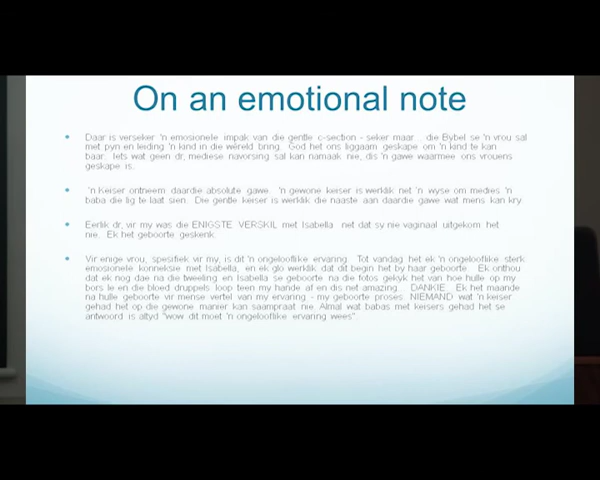 On an emotional note
Daar is verseker 'n emosionele impak van die gentle c-section - seker maar... die Bybel se 'n vrou sal
met pyn en leiding 'n kind in die wêreld bring. God het ons liggaam geskape om 'n kind te kan
baar. Iets wat geen dr, mediese navorsing sal kan namaak nie, dis 'n gawe waarmee ons vrouens
geskape is.
'n Keiser ontneem daardie absolute gawe. 'n gewone keiser is werklik net 'n wyse om medies 'n
baba die lig te laat sien. Die gentle keiser is werklik die naaste aan daardie gawe wat mens kan kry
Eerlik dr, vir my was die ENIGSTE VERSKIL met Isabella net dat sy nie vaginaal uitgekom het
nie. Ek het geboorte geskenk.
Vir enige vrou, spesifiek vir my, is dit 'n ongelooflike ervaring. Tot vandag het ek 'n ongelooflike sterk
emosionele konneksie met Isabella, en ek glo werklik dat dit begin het by haar geboorte. Ek onthou
dat ek nog dae na die tweeling en Isabella se geboorte na die fotos gekyk het van hoe hulle op my
bors le en die bloed druppels loop teen my hande af en dis net amazing... DANKIE. Ek het maande
na hulle geboorte vir mense vertel van my ervaring - my geboorte proses. NIEMAND wat 'n keiser
gehad het op die gewone manier kan saampraat nie. Almal wat babas met keisers gehad het se
antwoord is altyd "wow dit moet 'n ongelooflike ervaring wees".